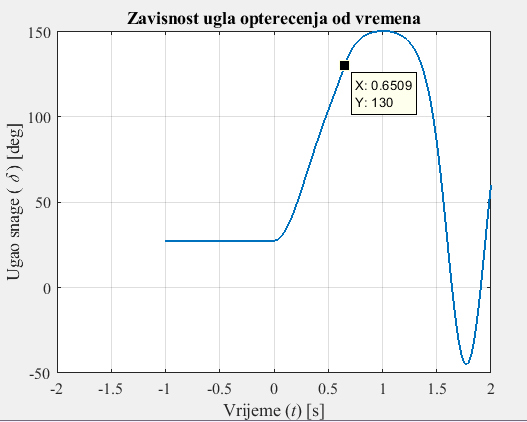 Zavisnost ugla opterecenja od vremena
Ugao snage ( δ ) [deg]
150
100
50
0
-50
X: 0.6509
Y: 130
-2 -1.5 -1 -0.5 0 0.5 1 1.5 2
Vrijeme (t) [s]